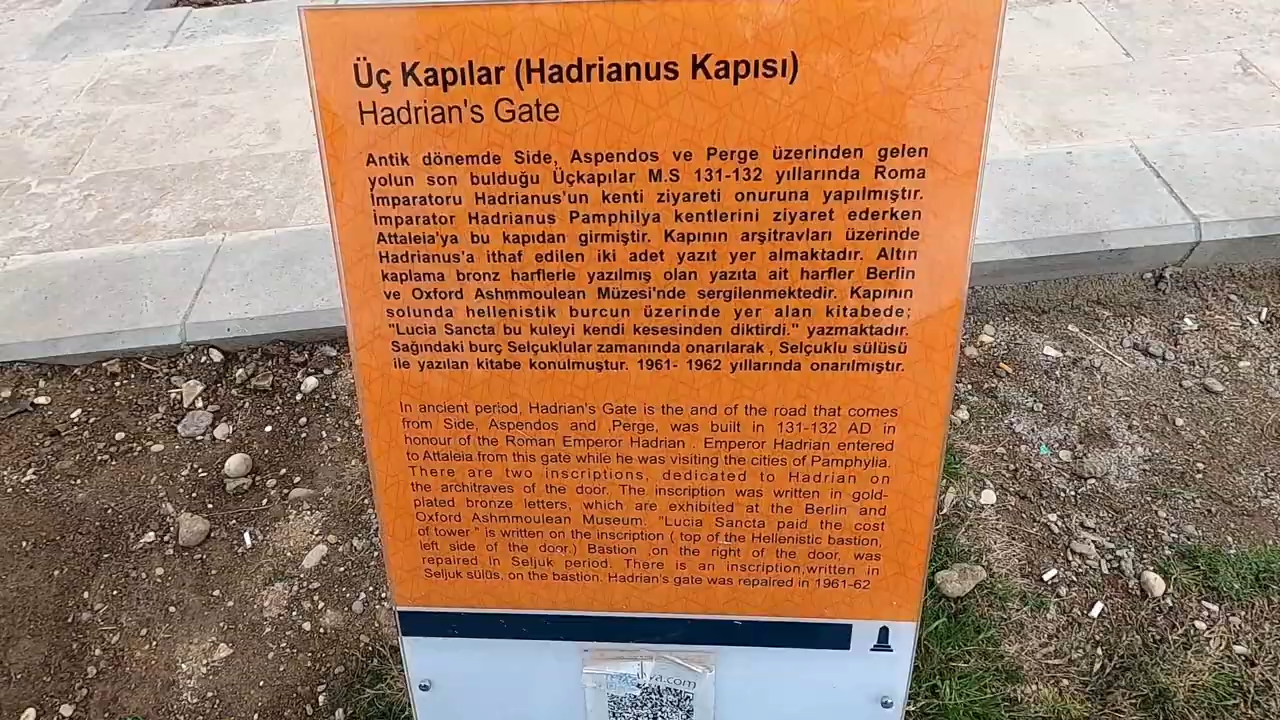 Üç Kapılar (Hadrianus Kapısı)
Hadrian's Gate
Antik dönemde Side, Aspendos ve Perge üzerinden gelen
yolun son bulduğu Üçkapılar M.S 131-132 yıllarında Roma
İmparatoru Hadrianus'un kenti ziyareti onuruna yapılmıştır.
İmparator Hadrianus Pamphilya kentlerini ziyaret ederken
Attaleia'ya bu kapıdan girmiştir. Kapının arşitravları üzerinde
Hadrianus'a ithaf edilen iki adet yazıt yer almaktadır. Altın
kaplama bronz harflerle yazılmış olan yazıta ait harfler Berlin
ve Oxford Ashmmoulean Müzesi'nde sergilenmektedir. Kapının
solunda hellenistik burcun üzerinde yer alan kitabede;
"Lucia Sancta bu kuleyi kendi kesesinden diktirdi." yazmaktadır.
Sağındaki burç Selçuklular zamanında onarılarak , Selçuklu sülüsü
ile yazılan kitabe konulmuştur. 1961- 1962 yıllarında onarılmıştır.
In ancient period, Hadrian's Gate is the and of the road that comes
from Side, Aspendos and ,Perge, was built in 131-132 AD in
honour of the Roman Emperor Hadrian . Emperor Hadrian entered
to Attaleia from this gate while he was visiting the cities of Pamphylia.
There are two inscriptions, dedicated to Hadrian on
the architraves of the door. The inscription was written in gold-
plated bronze letters, which are exhibited at the Berlin and
Oxford Ashmmoulean Museum. "Lucia Sancta paid the cost
of tower " is written on the inscription ( top of the Hellenistic bastion,
left side of the door.) Bastion ,on the right of the door, was
repaired in Seljuk period. There is an inscription,written in
Seljuk sülüs, on the bastion. Hadrian's gate was repaired in 1961-62